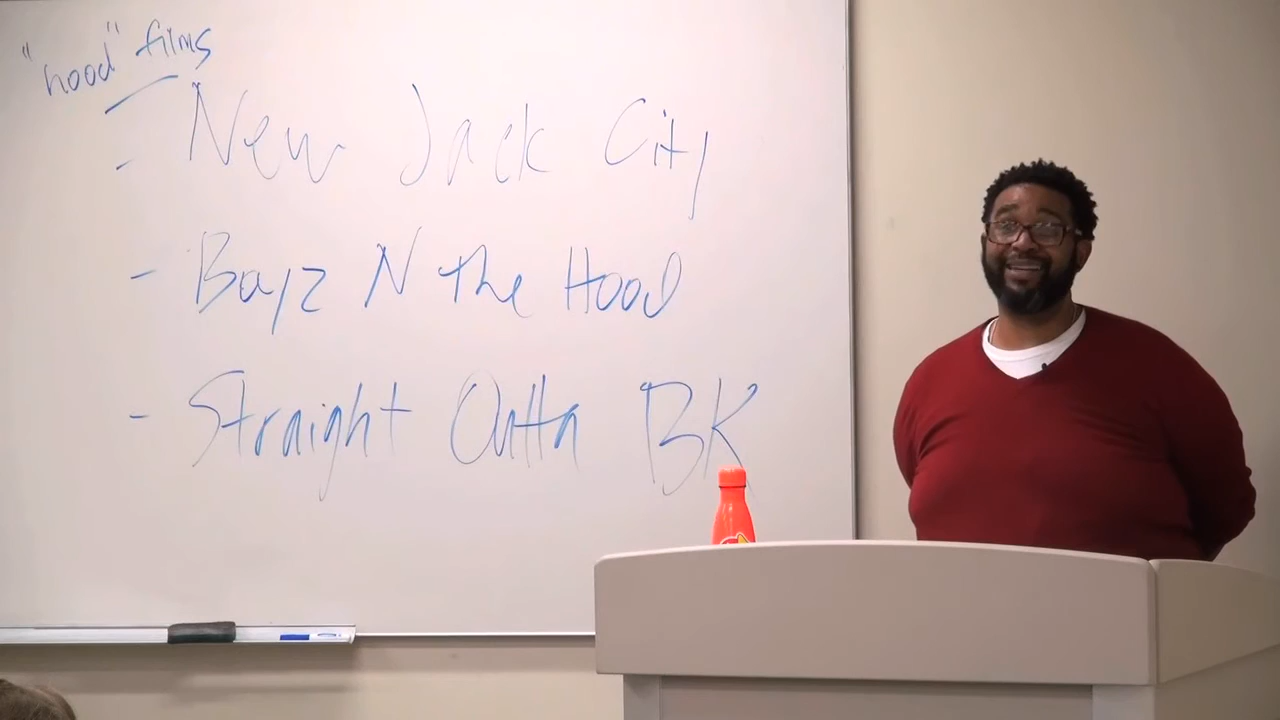 "hood" films
- New Jack City
- Boyz N the Hood
- Straight Outta BK